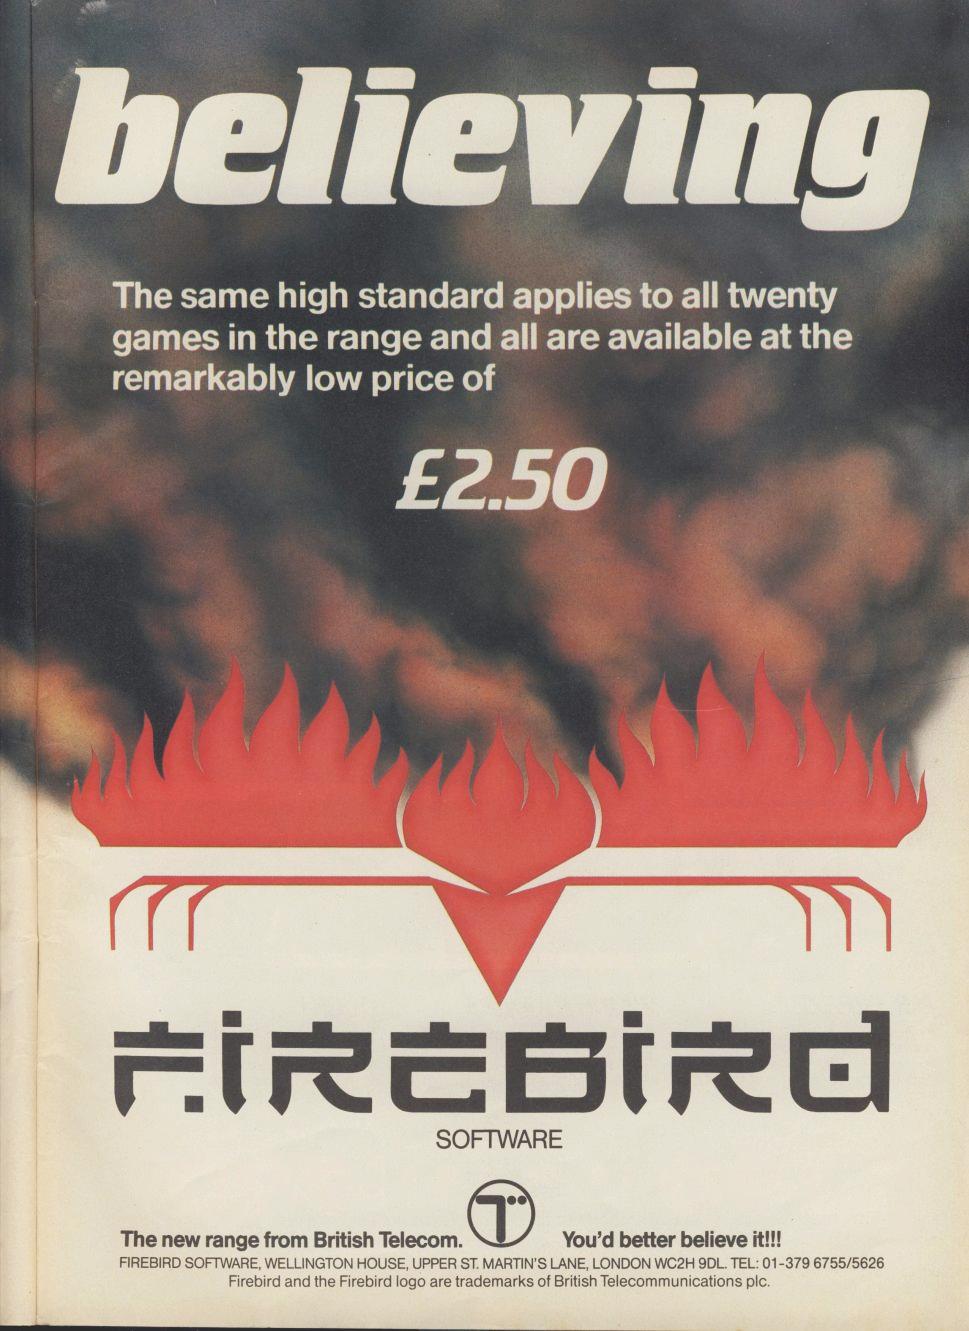 believing
The same high standard applies to all twenty
games in the range and all are available at the
remarkably low price of
£2.50
FIREBIRD
SOFTWARE
The new range from British Telecom. T You'd better believe it!!!
FIREBIRD SOFTWARE, WELLINGTON HOUSE, UPPER ST. MARTIN'S LANE, LONDON WC2H 9DL. TEL: 01-379 6755/5626
Firebird and the Firebird logo are trademarks of British Telecommunications plc.